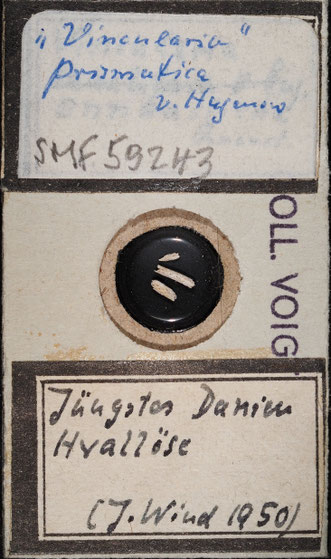 "Vincularia"
prismatica
v. Hagenow
SMF 59243
OLL. VOIG
Jüngstes Danien
Hvallöse
(J. Wind 1950)